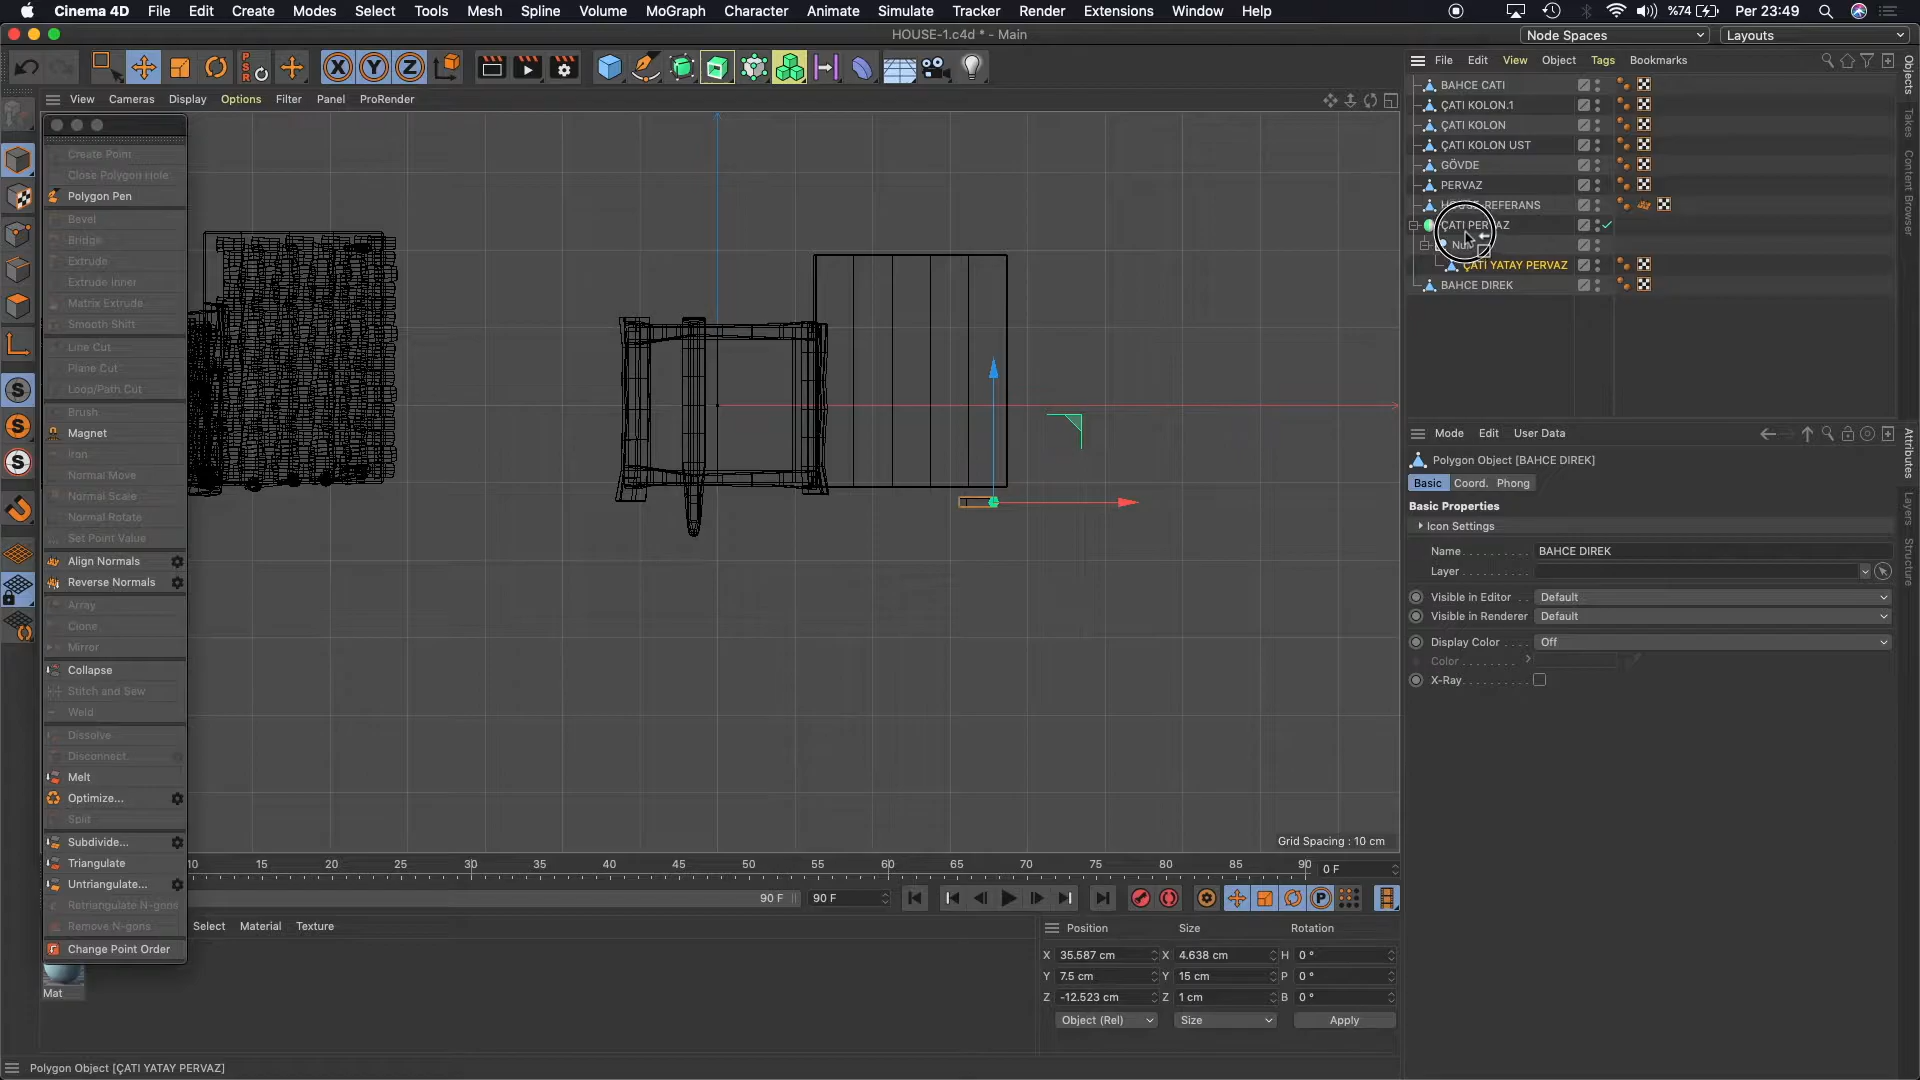 Cinema 4D File Edit Create Modes Select Tools Mesh Spline Volume MoGraph Character Animate Simulate Tracker Render Extensions Window Help %74 Per 23:49
HOUSE-1.c4d * - Main
Node Spaces Layouts
File Edit View Object Tags Bookmarks
View Cameras Display Options Filter Panel ProRender
BAHCE CATI
ÇATI KOLON.1
ÇATI KOLON
ÇATI KOLON UST
GÖVDE
PERVAZ
HOUSE-REFERANS
ÇATI PERVAZ
Null
ÇATI YATAY PERVAZ
BAHCE DIREK
Objects
Takes
Content Browser
Create Point
Close Polygon Hole
Polygon Pen
Bevel
Bridge
Extrude
Extrude Inner
Matrix Extrude
Smooth Shift
Line Cut
Plane Cut
Loop/Path Cut
Brush
Magnet
Iron
Normal Move
Normal Scale
Normal Rotate
Set Point Value
Align Normals
Reverse Normals
Array
Clone
Mirror
Collapse
Stitch and Sew
Weld
Dissolve
Disconnect.
Melt
Optimize...
Split
Subdivide...
Triangulate
Untriangulate...
Retriangulate N-gons
Remove N-gons
Change Point Order
Mode Edit User Data
Polygon Object [BAHCE DIREK]
Basic Coord. Phong
Basic Properties
Icon Settings
Name BAHCE DIREK
Layer
Visible in Editor Default
Visible in Renderer Default
Display Color Off
Color
X-Ray
Attributes
Layers
Structure
Grid Spacing : 10 cm
10 15 20 25 30 35 40 45 50 55 60 65 70 75 80 85 90 0 F
90 F 90 F
Select Material Texture
Mat
Position Size Rotation
X 35.587 cm X 4.638 cm H 0 °
Y 7.5 cm Y 15 cm P 0 °
Z -12.523 cm Z 1 cm B 0 °
Object (Rel) Size Apply
Polygon Object [ÇATI YATAY PERVAZ]